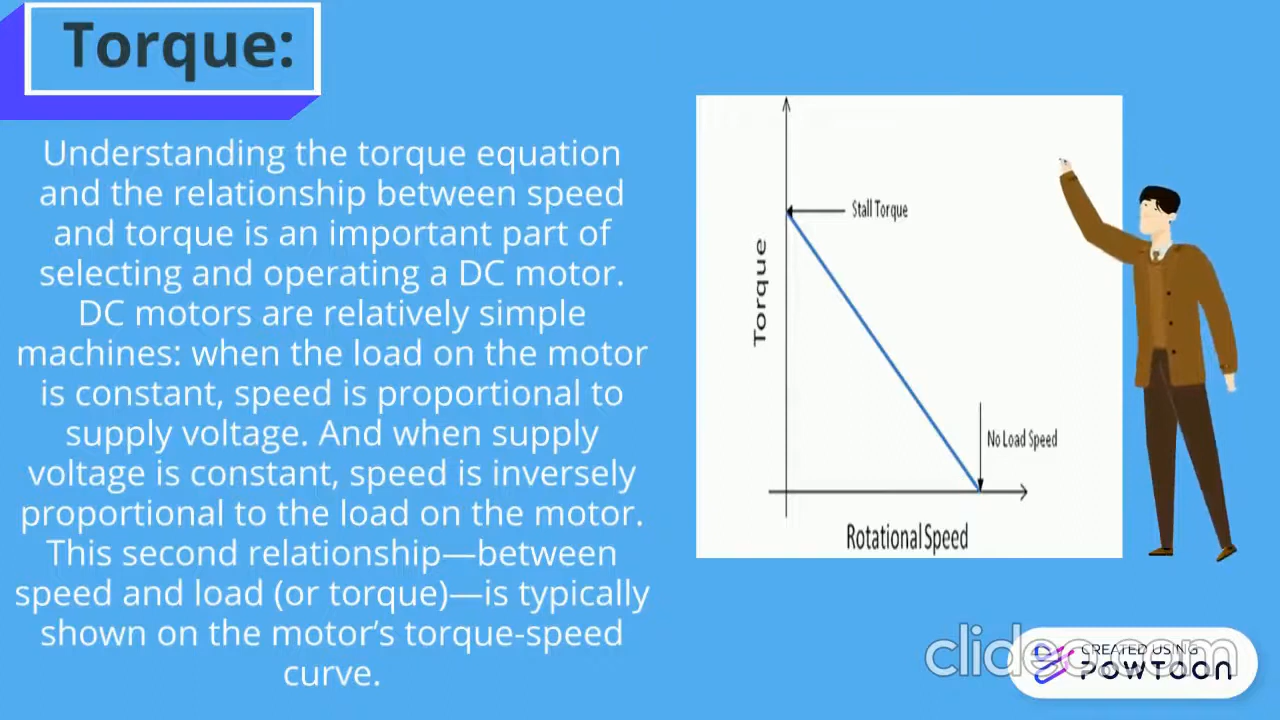 Torque:
Understanding the torque equation
and the relationship between speed
and torque is an important part of
selecting and operating a DC motor.
DC motors are relatively simple
machines: when the load on the motor
is constant, speed is proportional to
supply voltage. And when supply
voltage is constant, speed is inversely
proportional to the load on the motor.
This second relationship—between
speed and load (or torque)—is typically
shown on the motor’s torque-speed
curve.
Stall Torque
Torque
No Load Speed
Rotational Speed
clideo.com
CREATED USING
POWTOON